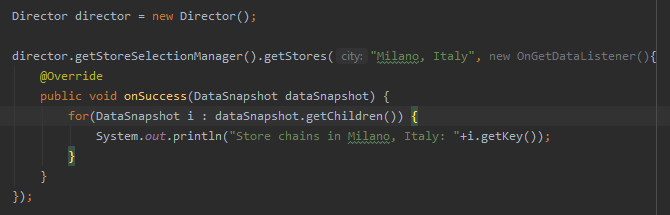 Director director = new Director();
director.getStoreSelectionManager().getStores( city: "Milano, Italy", new OnGetDataListener(){
@Override
public void onSuccess(DataSnapshot dataSnapshot) {
for(DataSnapshot i : dataSnapshot.getChildren()) {
System.out.println("Store chains in Milano, Italy: "+i.getKey());
}
}
});